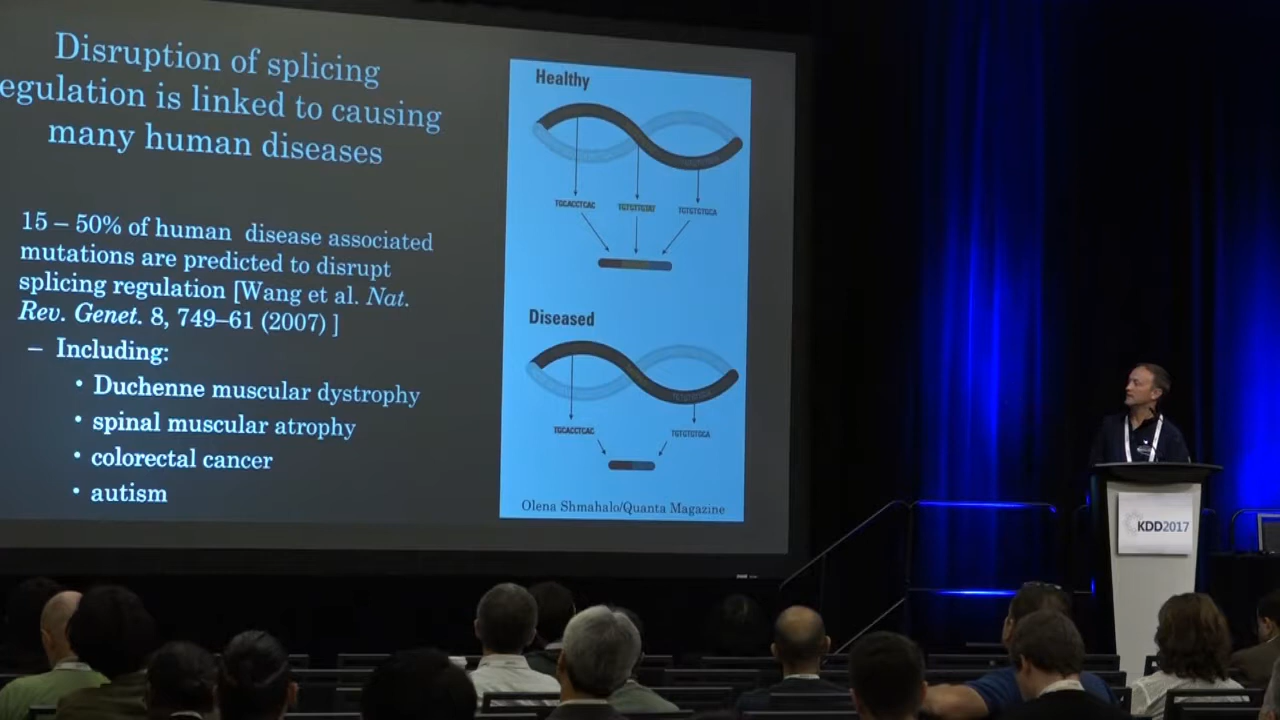 Disruption of splicing
egulation is linked to causing
many human diseases
15 – 50% of human disease associated
mutations are predicted to disrupt
splicing regulation [Wang et al. Nat.
Rev. Genet. 8, 749–61 (2007) ]
– Including:
• Duchenne muscular dystrophy
• spinal muscular atrophy
• colorectal cancer
• autism
Healthy
TGCACCTCAC TGTGTTGTAT TGTGTGTGCA
Diseased
TGCACCTCAC TGTGTGTGCA
Olena Shmahalo/Quanta Magazine
KDD2017